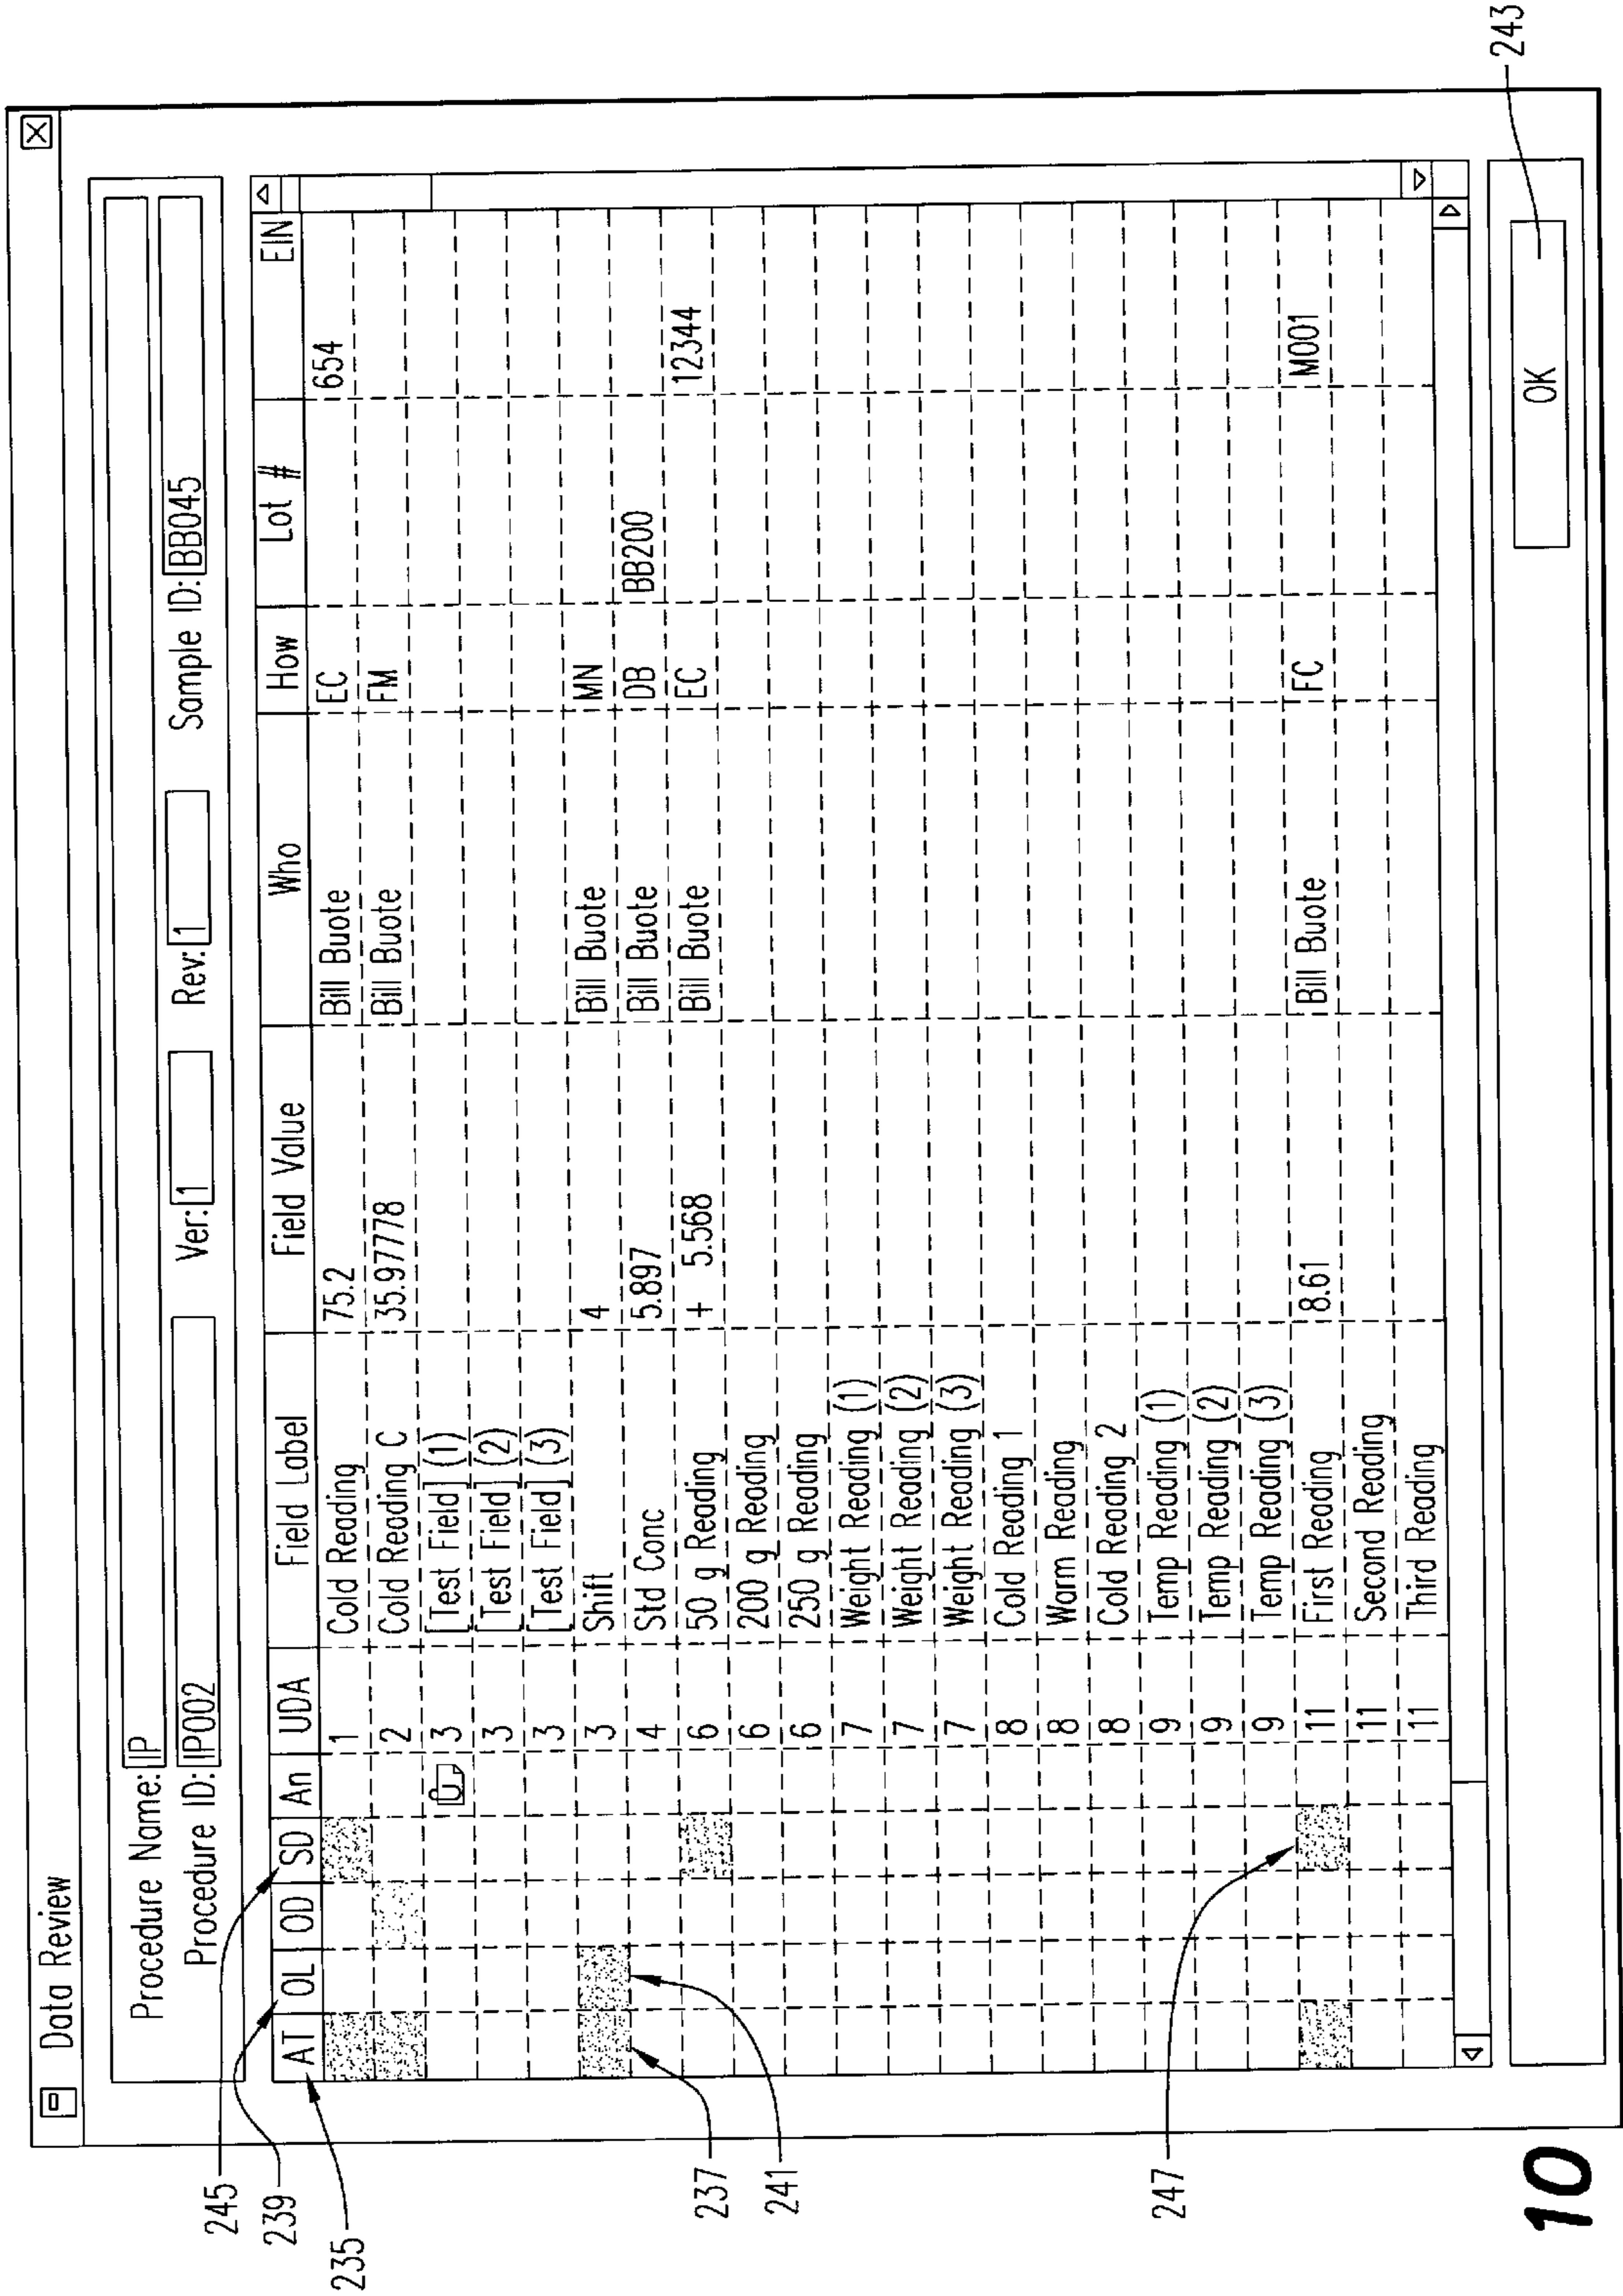 Data Review
Procedure Name: IP
Procedure ID: IP002 Ver: 1 Rev: 1 Sample ID: BB045
AT OL OD SD An UDA Field Label Field Value Who How Lot # EIN
1 Cold Reading 75.2 Bill Buote EC 654
2 Cold Reading C 35.97778 Bill Buote FM
3 [Test Field] (1)
3 [Test Field] (2)
3 [Test Field] (3)
3 Shift 4 Bill Buote MN
4 Std Conc 5.897 Bill Buote DB BB200
6 50 g Reading + 5.568 Bill Buote EC 12344
6 200 g Reading
6 250 g Reading
7 Weight Reading (1)
7 Weight Reading (2)
7 Weight Reading (3)
8 Cold Reading 1
8 Warm Reading
8 Cold Reading 2
9 Temp Reading (1)
9 Temp Reading (2)
9 Temp Reading (3)
11 First Reading 8.61 Bill Buote FC M001
11 Second Reading
11 Third Reading
OK
245
239
235
237
241
247
243
10